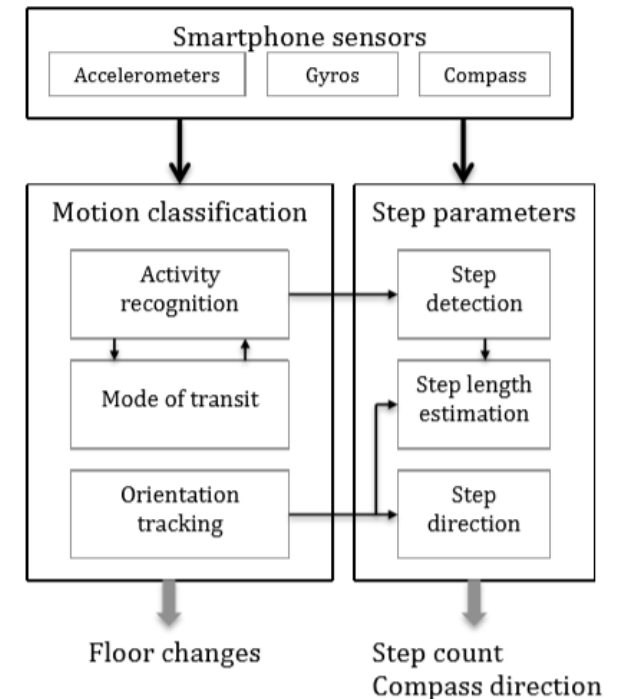 Smartphone sensors
Accelerometers
Gyros
Compass
Motion classification
Activity
recognition
Mode of transit
Orientation
tracking
Step parameters
Step
detection
Step length
estimation
Step
direction
Floor changes
Step count
Compass direction